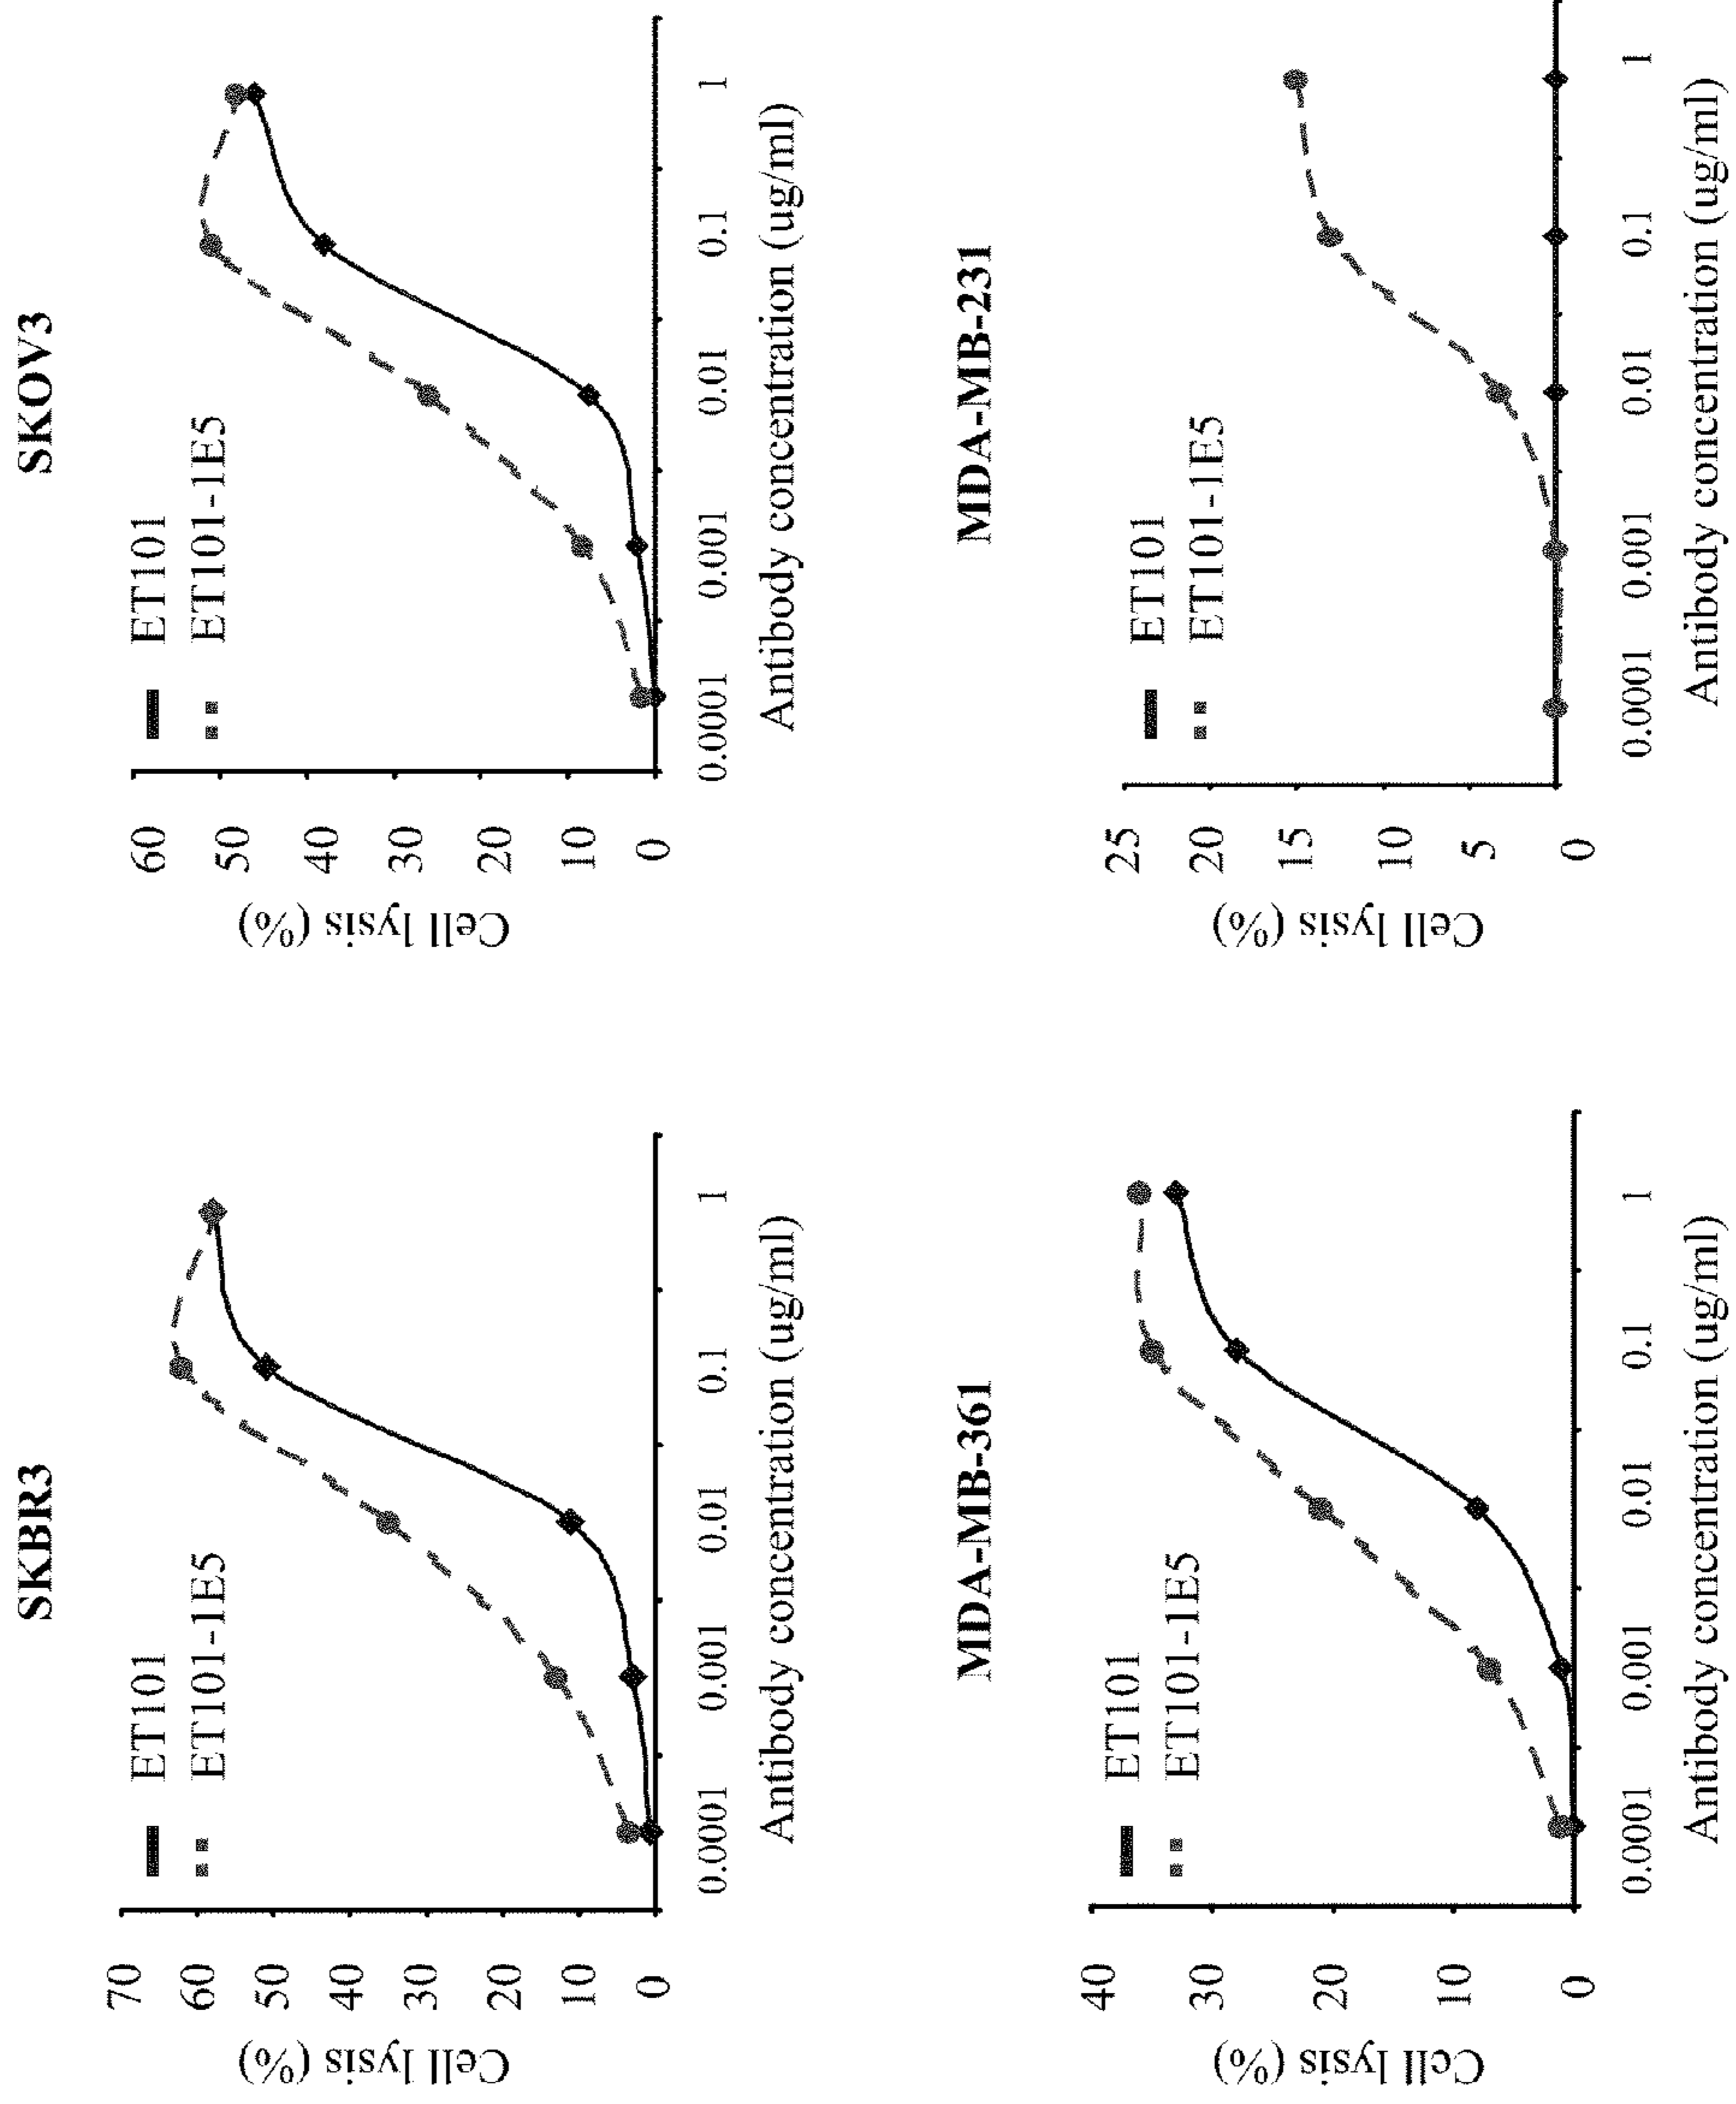 SKBR3
70
60
50
40
30
20
10
0
Cell lysis (%)
ET101
ET101-1E5
0.0001
0.001
0.01
0.1
1
Antibody concentration (ug/ml)
SKOV3
60
50
40
30
20
10
0
Cell lysis (%)
ET101
ET101-1E5
0.0001
0.001
0.01
0.1
1
Antibody concentration (ug/ml)
MDA-MB-361
40
30
20
10
0
Cell lysis (%)
ET101
ET101-1E5
0.0001
0.001
0.01
0.1
1
Antibody concentration (ug/ml)
MDA-MB-231
25
20
15
10
5
0
Cell lysis (%)
ET101
ET101-1E5
0.0001
0.001
0.01
0.1
1
Antibody concentration (ug/ml)